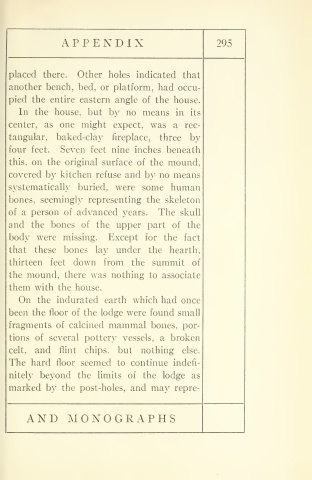 APPENDIX 295
placed there. Other holes indicated that
another bench, bed, or platform, had occu-
pied the entire eastern angle of the house.
In the house, but by no means in its
center, as one might expect, was a rec-
tangular, baked-clay fireplace, three by
four feet. Seven feet nine inches beneath
this, on the original surface of the mound,
covered by kitchen refuse and by no means
systematically buried, were some human
bones, seemingly representing the skeleton
of a person of advanced years. The skull
and the bones of the upper part of the
body were missing. Except for the fact
that these bones lay under the hearth,
thirteen feet down from the summit of
the mound, there was nothing to associate
them with the house.
On the indurated earth which had once
been the floor of the lodge were found small
fragments of calcined mammal bones, por-
tions of several pottery vessels, a broken
celt, and flint chips, but nothing else.
The hard floor seemed to continue indefi-
nitely beyond the limits of the lodge as
marked by the post-holes, and may repre-
AND MONOGRAPHS